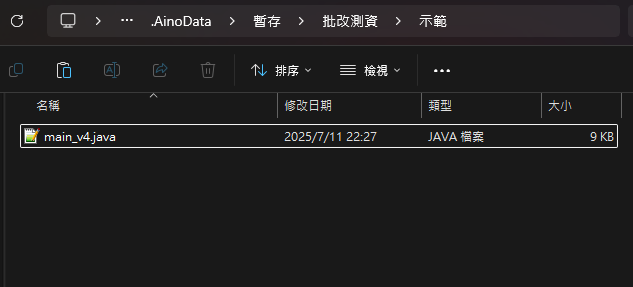 … .AinoData > 暫存 > 批改測資 > 示範
排序 檢視 …
名稱 修改日期 類型 大小
main_v4.java 2025/7/11 22:27 JAVA 檔案 9 KB